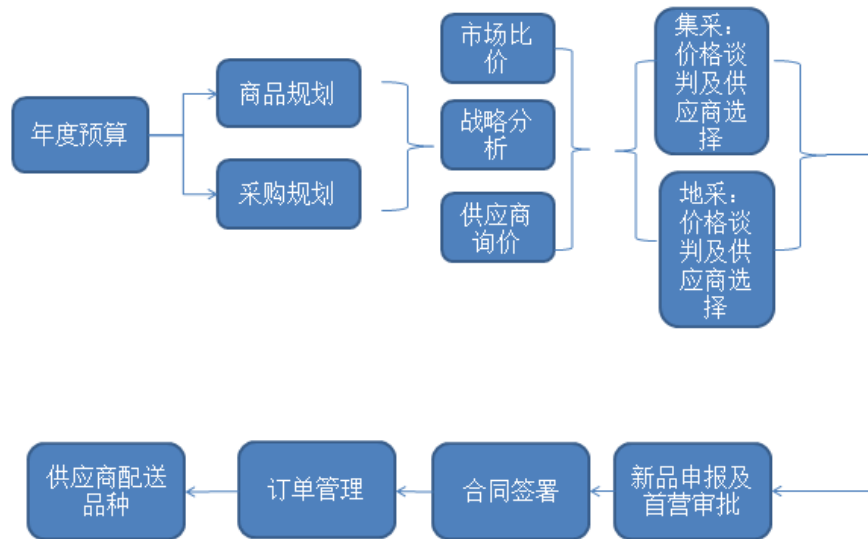 年度预算
商品规划
采购规划
市场比
价
战略分
析
供应商
询价
集采：
价格谈
判及供
应商选
择
地采：
价格谈
判及供
应商选
择
供应商配送
品种
订单管理
合同签署
新品申报及
首营审批